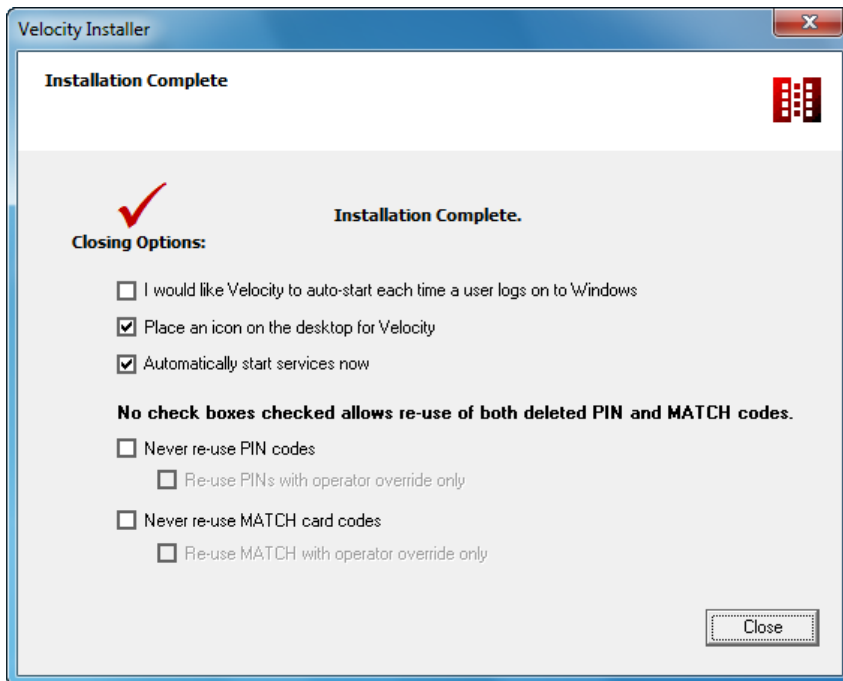 Velocity Installer
Installation Complete
Installation Complete.
Closing Options:
I would like Velocity to auto-start each time a user logs on to Windows
Place an icon on the desktop for Velocity
Automatically start services now
No check boxes checked allows re-use of both deleted PIN and MATCH codes.
Never re-use PIN codes
Re-use PINs with operator override only
Never re-use MATCH card codes
Re-use MATCH with operator override only
Close